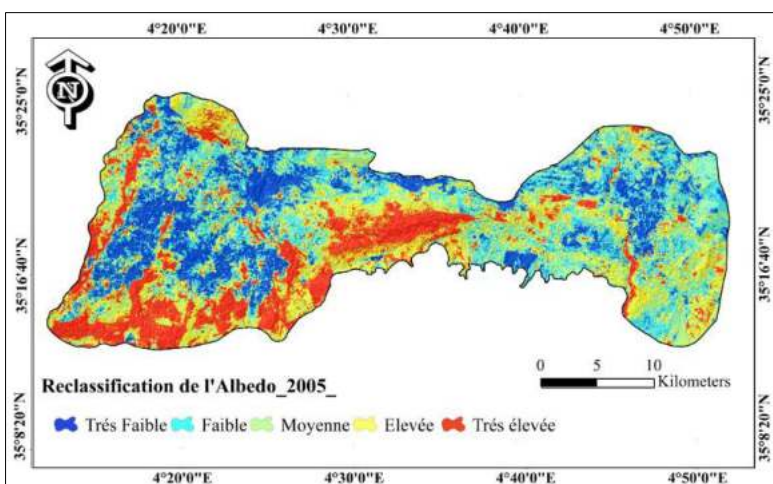 4°20'0"E 4°30'0"E 4°40'0"E 4°50'0"E
N
35°25'0"N 35°25'0"N
35°16'40"N 35°16'40"N
35°8'20"N 35°8'20"N
0 5 10
Kilometers
Reclassification de l'Albedo_2005_
Trés Faible Faible Moyenne Elevée Trés élevée
4°20'0"E 4°30'0"E 4°40'0"E 4°50'0"E